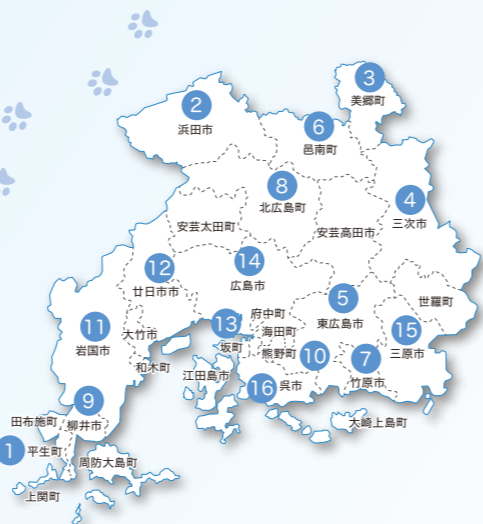 3
美郷町
2
浜田市
6
邑南町
8
北広島町
4
三次市
安芸太田町
安芸高田市
14
広島市
12
廿日市市
世羅町
5
東広島市
府中町
13
海田町
坂町
熊野町
15
三原市
11
岩国市
大竹市
和木町
江田島市
10
7
竹原市
16
呉市
9
柳井市
田布施町
大崎上島町
1
平生町
周防大島町
上関町